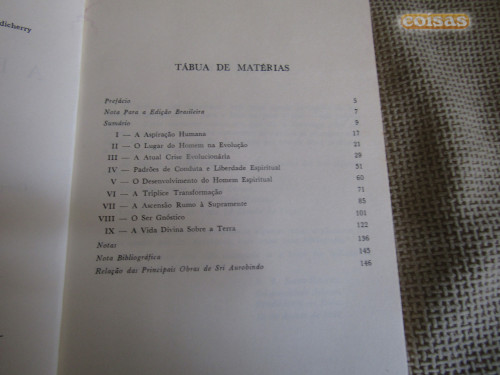 coisas
dicherry
TÁBUA DE MATÉRIAS
Prefácio 5
Nota Para a Edição Brasileira 7
Sumário 9
I — A Aspiração Humana 17
II — O Lugar do Homem na Evolução 21
III — A Atual Crise Evolucionária 29
IV — Padrões de Conduta e Liberdade Espiritual 51
V — O Desenvolvimento do Homem Espiritual 60
VI — A Tríplice Transformação 71
VII — A Ascensão Rumo à Supramente 85
VIII — O Ser Gnóstico 101
IX — A Vida Divina Sobre a Terra 122
Notas 136
Nota Bibliográfica 145
Relação das Principais Obras de Sri Aurobindo 146